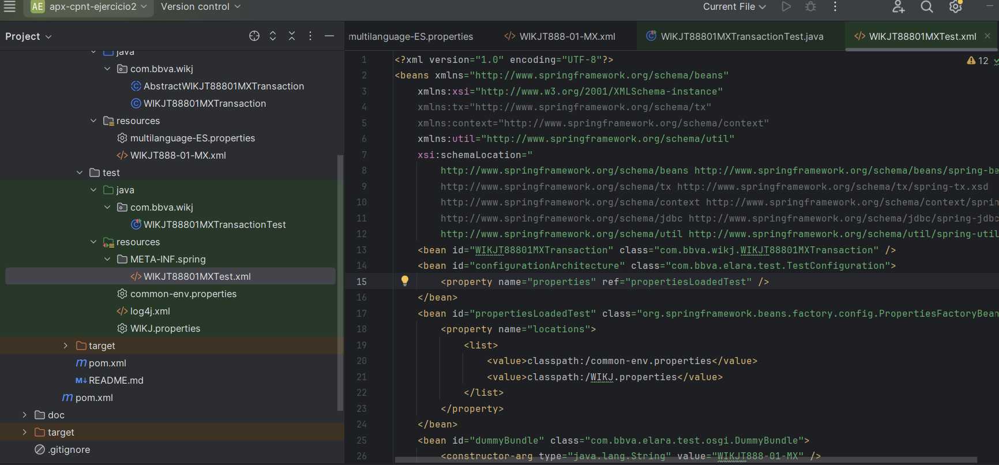 AE apx-cpnt-ejercicio2 Version control Current File
Project
multilanguage-ES.properties
WIKJT888-01-MX.xml
WIKJT88801MXTransactionTest.java
WIKJT88801MXTest.xml
java
com.bbva.wikj
AbstractWIKJT88801MXTransaction
WIKJT88801MXTransaction
resources
multilanguage-ES.properties
WIKJT888-01-MX.xml
test
java
com.bbva.wikj
WIKJT88801MXTransactionTest
resources
META-INF.spring
WIKJT88801MXTest.xml
common-env.properties
log4j.xml
WIKJ.properties
target
pom.xml
README.md
pom.xml
doc
target
.gitignore
12
1 <?xml version="1.0" encoding="UTF-8"?>
2 <beans xmlns="http://www.springframework.org/schema/beans"
3 xmlns:xsi="http://www.w3.org/2001/XMLSchema-instance"
4 xmlns:tx="http://www.springframework.org/schema/tx"
5 xmlns:context="http://www.springframework.org/schema/context"
6 xmlns:util="http://www.springframework.org/schema/util"
7 xsi:schemaLocation="
8 http://www.springframework.org/schema/beans http://www.springframework.org/schema/beans/spring-be
9 http://www.springframework.org/schema/tx http://www.springframework.org/schema/tx/spring-tx.xsd
10 http://www.springframework.org/schema/context http://www.springframework.org/schema/context/sprin
11 http://www.springframework.org/schema/jdbc http://www.springframework.org/schema/jdbc/spring-jdbc
12 http://www.springframework.org/schema/util http://www.springframework.org/schema/util/spring-util
13 <bean id="WIKJT88801MXTransaction" class="com.bbva.wikj.WIKJT88801MXTransaction" />
14 <bean id="configurationArchitecture" class="com.bbva.elara.test.TestConfiguration">
15 <property name="properties" ref="propertiesLoadedTest" />
16 </bean>
17 <bean id="propertiesLoadedTest" class="org.springframework.beans.factory.config.PropertiesFactoryBean
18 <property name="locations">
19 <list>
20 <value>classpath:/common-env.properties</value>
21 <value>classpath:/WIKJ.properties</value>
22 </list>
23 </property>
24 </bean>
25 <bean id="dummyBundle" class="com.bbva.elara.test.osgi.DummyBundle">
26 <constructor-arg type="java.lang.String" value="WIKJT888-01-MX" />